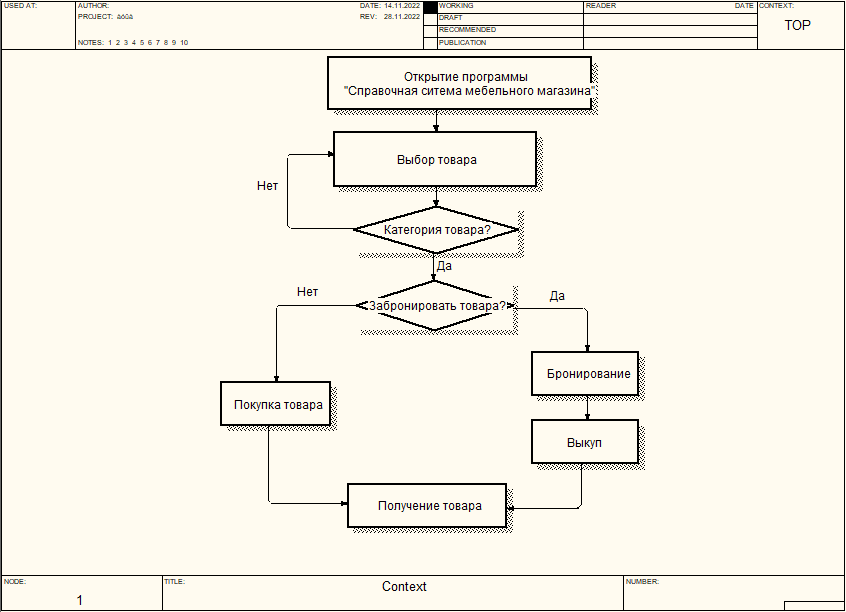 USED AT:
AUTHOR:
DATE: 14.11.2022
WORKING
READER
DATE
CONTEXT:
PROJECT: âôûâ
REV: 28.11.2022
DRAFT
TOP
RECOMMENDED
NOTES: 1 2 3 4 5 6 7 8 9 10
PUBLICATION
Открытие программы
"Справочная ситема мебельного магазина"
Выбор товара
Нет
Категория товара?
Да
Нет
Забронировать товара?
Да
Бронирование
Покупка товара
Выкуп
Получение товара
NODE:
TITLE:
NUMBER:
1
Context